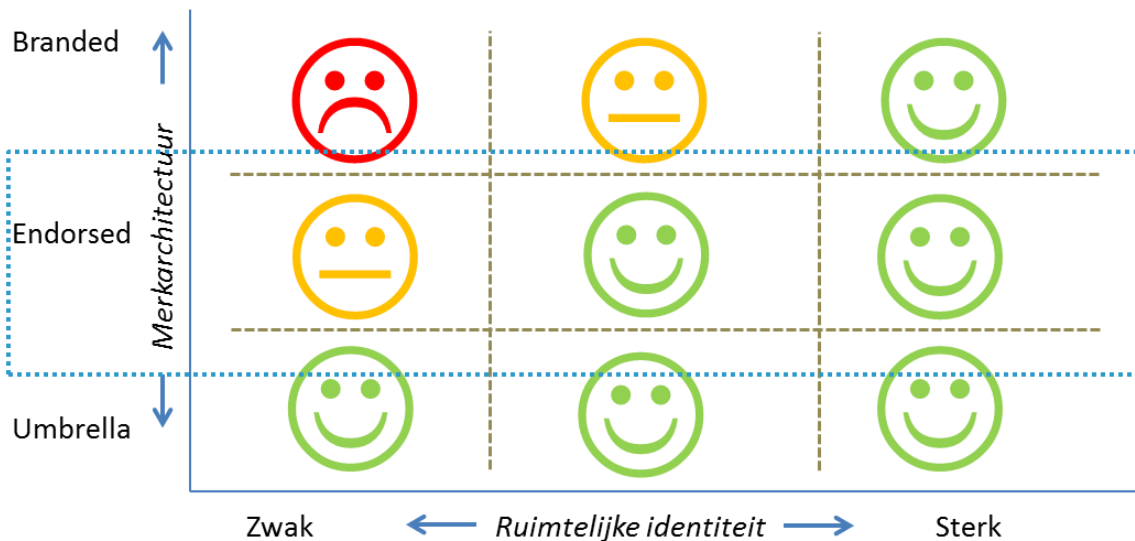 Branded
Endorsed
Umbrella
Merkarchitectuur
Zwak
Ruimtelijke identiteit
Sterk